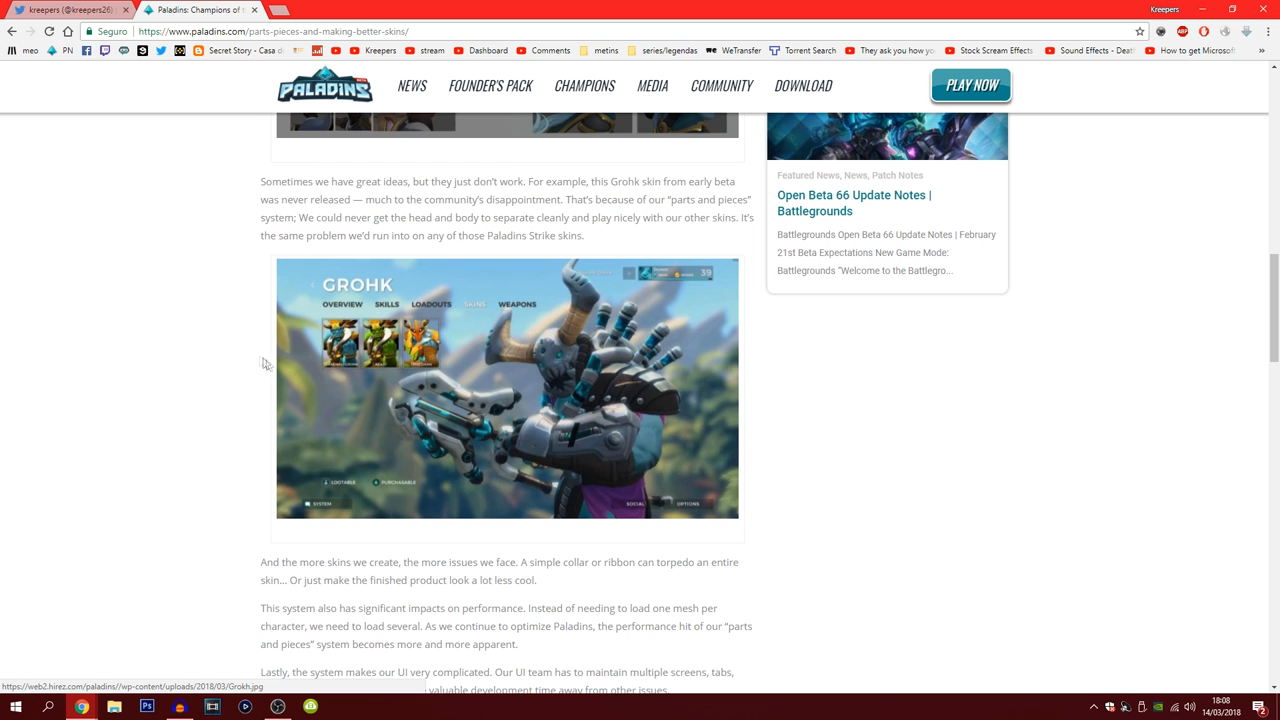 kreepers (@kreepers26)
Paladins: Champions of t
Kreepers
Seguro
https://www.paladins.com/parts-pieces-and-making-better-skins/
meo
PN
Secret Story - Casa d
Kreepers
stream
Dashboard
Comments
metins
series/legendas
WeTransfer
Torrent Search
They ask you how yo
Stock Scream Effects
Sound Effects - Deat
How to get Microsof
»
PALADINS
NEWS
FOUNDER'S PACK
CHAMPIONS
MEDIA
COMMUNITY
DOWNLOAD
PLAY NOW
Sometimes we have great ideas, but they just don't work. For example, this Grohk skin from early beta
was never released — much to the community's disappointment. That's because of our "parts and pieces"
system; We could never get the head and body to separate cleanly and play nicely with our other skins. It's
the same problem we'd run into on any of those Paladins Strike skins.
Featured News, News, Patch Notes
Open Beta 66 Update Notes |
Battlegrounds
Battlegrounds Open Beta 66 Update Notes | February
21st Beta Expectations New Game Mode:
Battlegrounds "Welcome to the Battlegro...
GROHK
39
OVERVIEW
SKILLS
LOADOUTS
SKINS
WEAPONS
LOOTABLE
PURCHASABLE
SYSTEM
SOCIAL
OPTIONS
And the more skins we create, the more issues we face. A simple collar or ribbon can torpedo an entire
skin... Or just make the finished product look a lot less cool.
This system also has significant impacts on performance. Instead of needing to load one mesh per
character, we need to load several. As we continue to optimize Paladins, the performance hit of our "parts
and pieces" system becomes more and more apparent.
Lastly, the system makes our UI very complicated. Our UI team has to maintain multiple screens, tabs,
valuable development time away from other issues.
https://web2.hirez.com/paladins//wp-content/uploads/2018/03/Grokh.jpg
18:08
14/03/2018
2